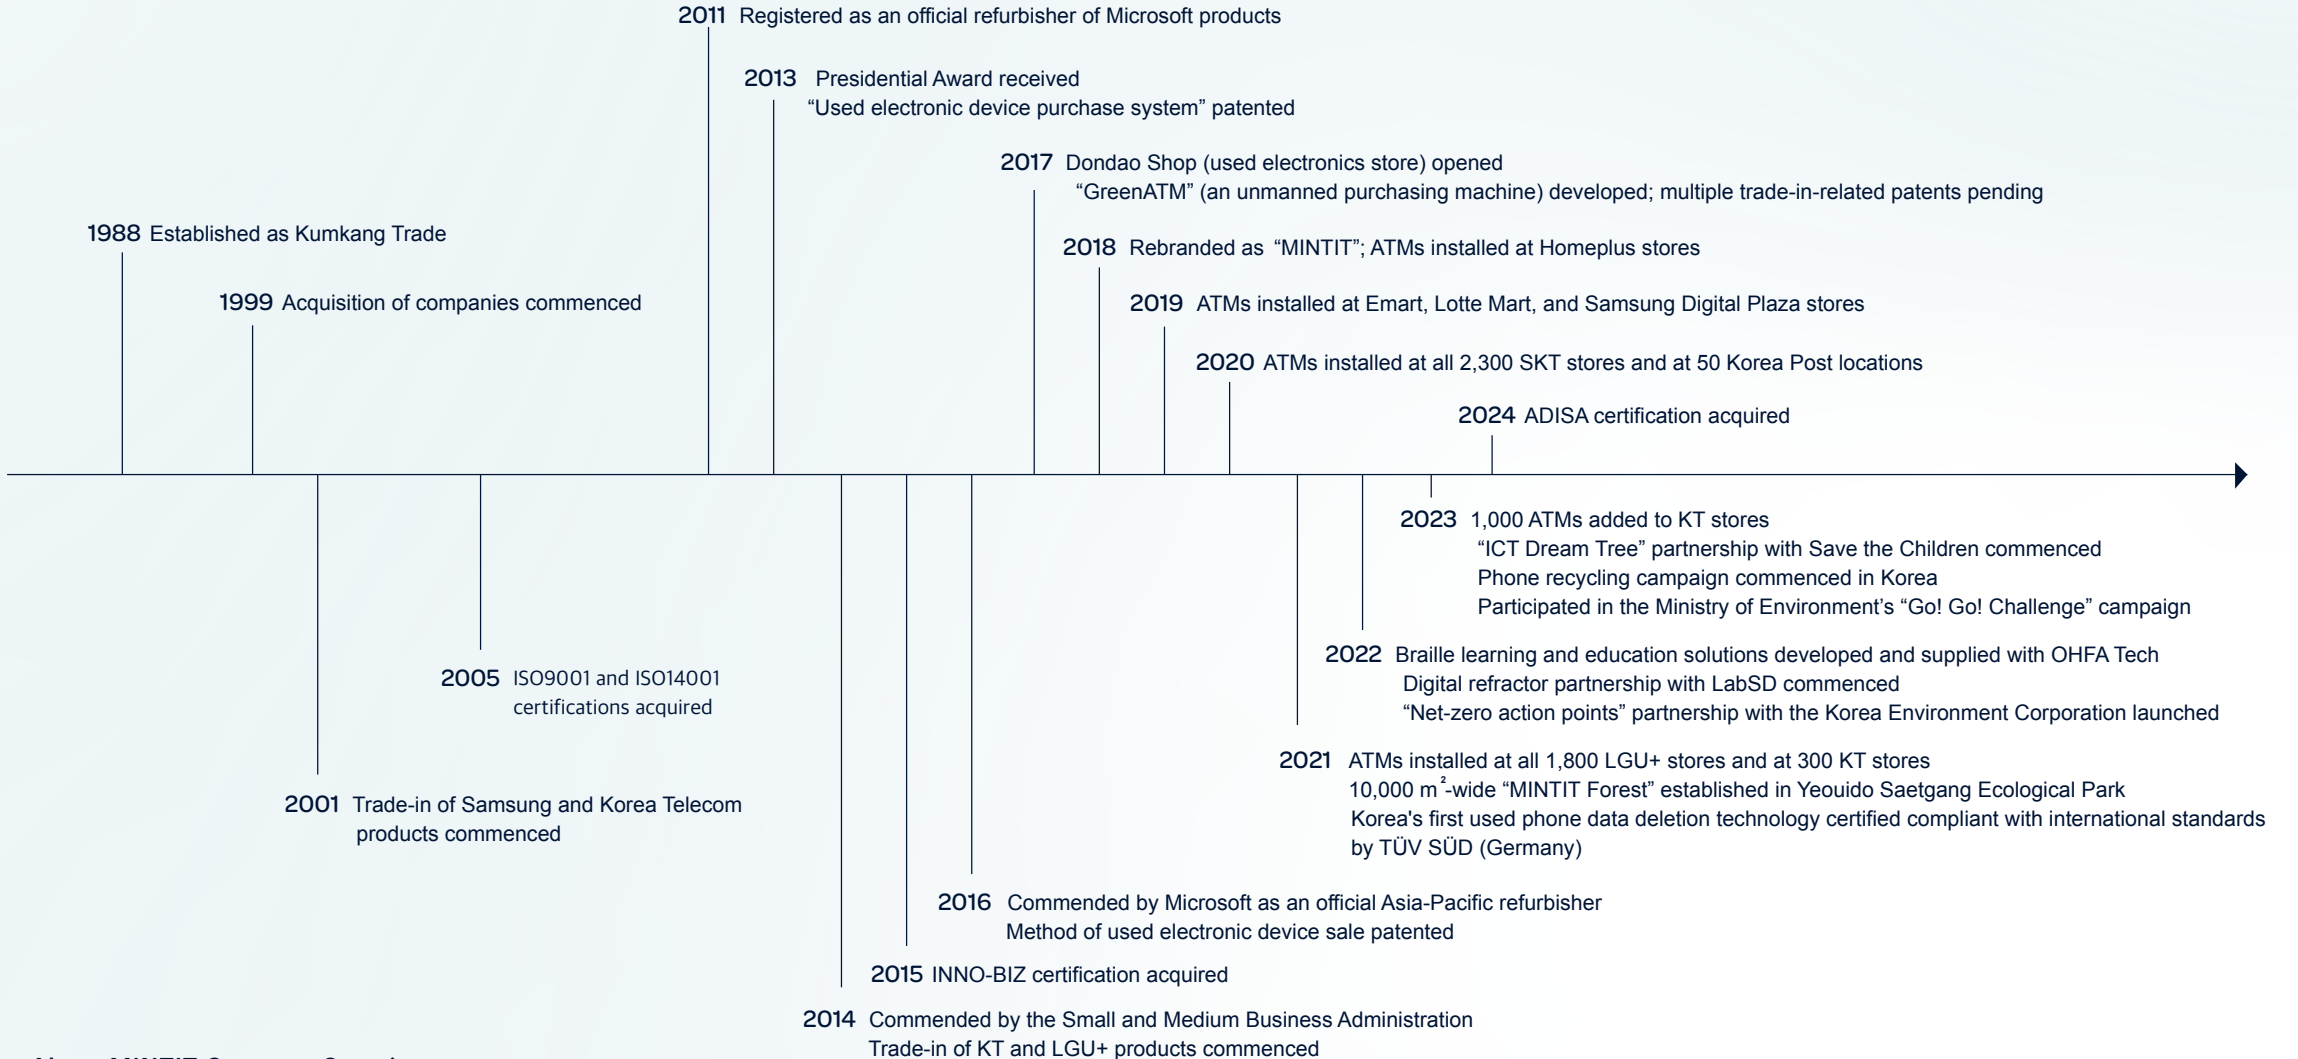 2011 Registered as an official refurbisher of Microsoft products
2013 Presidential Award received
“Used electronic device purchase system” patented
2017 Dondao Shop (used electronics store) opened
“GreenATM” (an unmanned purchasing machine) developed; multiple trade-in-related patents pending
1988 Established as Kumkang Trade
2018 Rebranded as “MINTIT”; ATMs installed at Homeplus stores
1999 Acquisition of companies commenced
2019 ATMs installed at Emart, Lotte Mart, and Samsung Digital Plaza stores
2020 ATMs installed at all 2,300 SKT stores and at 50 Korea Post locations
2024 ADISA certification acquired
2023 1,000 ATMs added to KT stores
“ICT Dream Tree” partnership with Save the Children commenced
Phone recycling campaign commenced in Korea
Participated in the Ministry of Environment’s “Go! Go! Challenge” campaign
2022 Braille learning and education solutions developed and supplied with OHFA Tech
Digital refractor partnership with LabSD commenced
“Net-zero action points” partnership with the Korea Environment Corporation launched
2005 ISO9001 and ISO14001
certifications acquired
2021 ATMs installed at all 1,800 LGU+ stores and at 300 KT stores
10,000 m²-wide “MINTIT Forest” established in Yeouido Saetgang Ecological Park
Korea's first used phone data deletion technology certified compliant with international standards
by TÜV SÜD (Germany)
2001 Trade-in of Samsung and Korea Telecom
products commenced
2016 Commended by Microsoft as an official Asia-Pacific refurbisher
Method of used electronic device sale patented
2015 INNO-BIZ certification acquired
2014 Commended by the Small and Medium Business Administration
Trade-in of KT and LGU+ products commenced